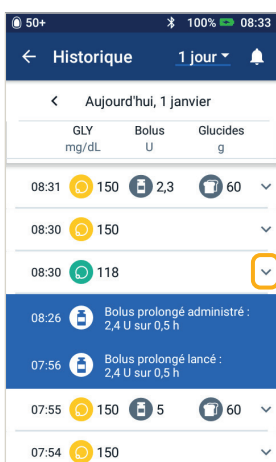 50+ 100% 08:33
Historique 1 jour
Aujourd'hui, 1 janvier
GLY Bolus Glucides
mg/dL U g
08:31 150 2,3 60
08:30 150
08:30 118
08:26 Bolus prolongé administré :
2,4 U sur 0,5 h
07:56 Bolus prolongé lancé :
2,4 U sur 0,5 h
07:55 150 5 60
07:54 150